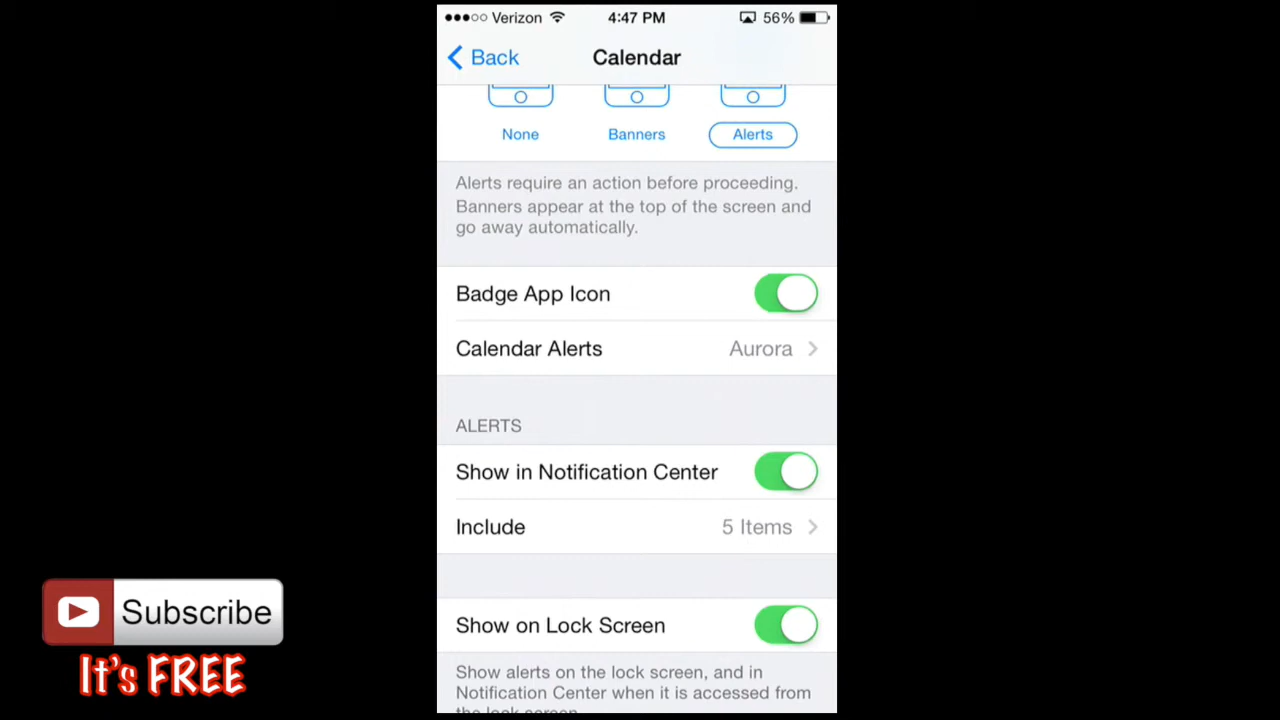 Verizon 4:47 PM 56%
Back Calendar
None Banners Alerts
Alerts require an action before proceeding.
Banners appear at the top of the screen and
go away automatically.
Badge App Icon
Calendar Alerts Aurora
ALERTS
Show in Notification Center
Include 5 Items
Show on Lock Screen
Show alerts on the lock screen, and in
Notification Center when it is accessed from
the lock screen.
Subscribe
It's FREE